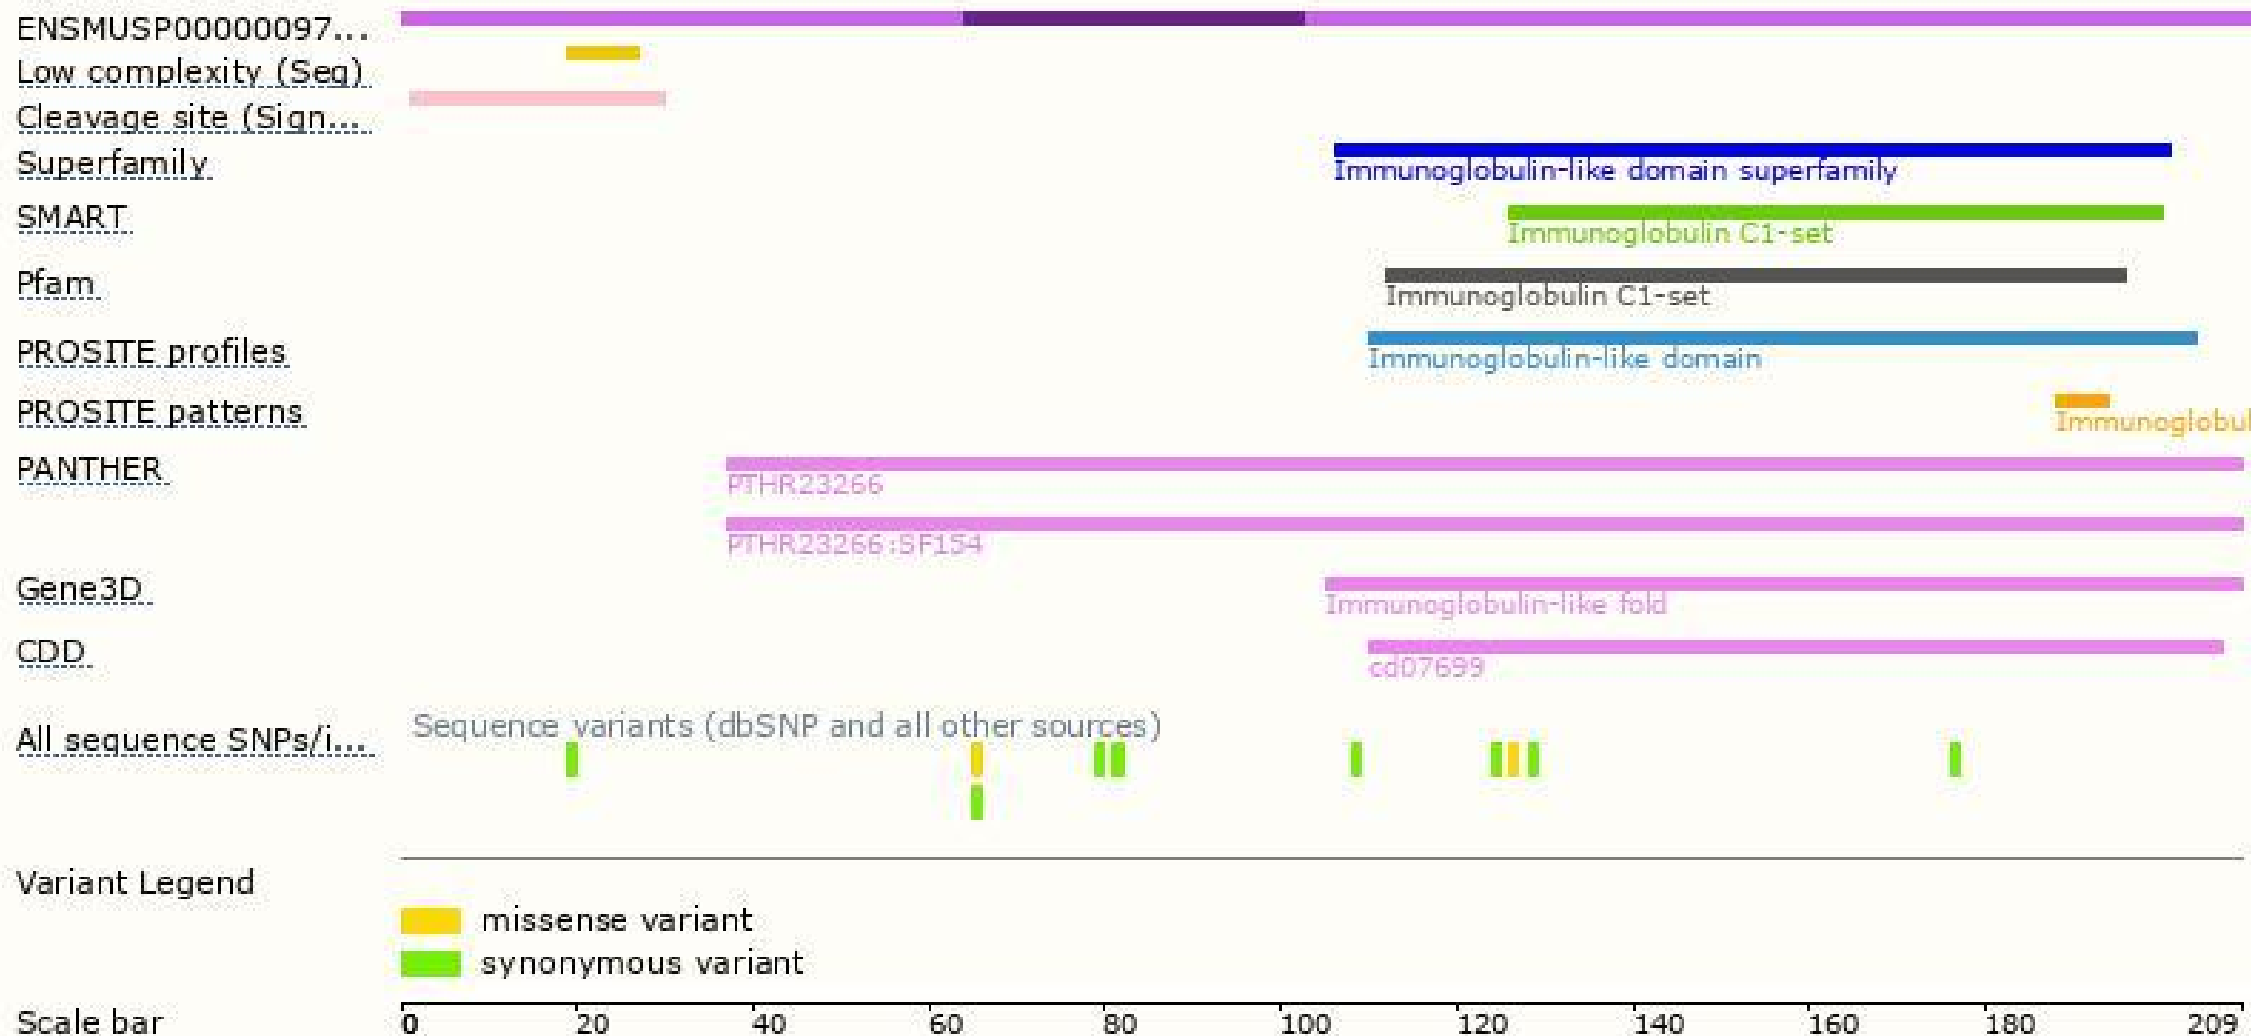 ENSMUSP00000097...
Low complexity (Seg)
Cleavage site (Sign...
Superfamily
Immunoglobulin-like domain superfamily
SMART
Immunoglobulin C1-set
Pfam
Immunoglobulin C1-set
PROSITE profiles
Immunoglobulin-like domain
PROSITE patterns
Immunoglobul
PANTHER
PTHR23266
PTHR23266:SF154
Gene3D
Immunoglobulin-like fold
CDD
cd07699
Sequence variants (dbSNP and all other sources)
All sequence SNPs/i...
Variant Legend
missense variant
synonymous variant
Scale bar 0 20 40 60 80 100 120 140 160 180 209